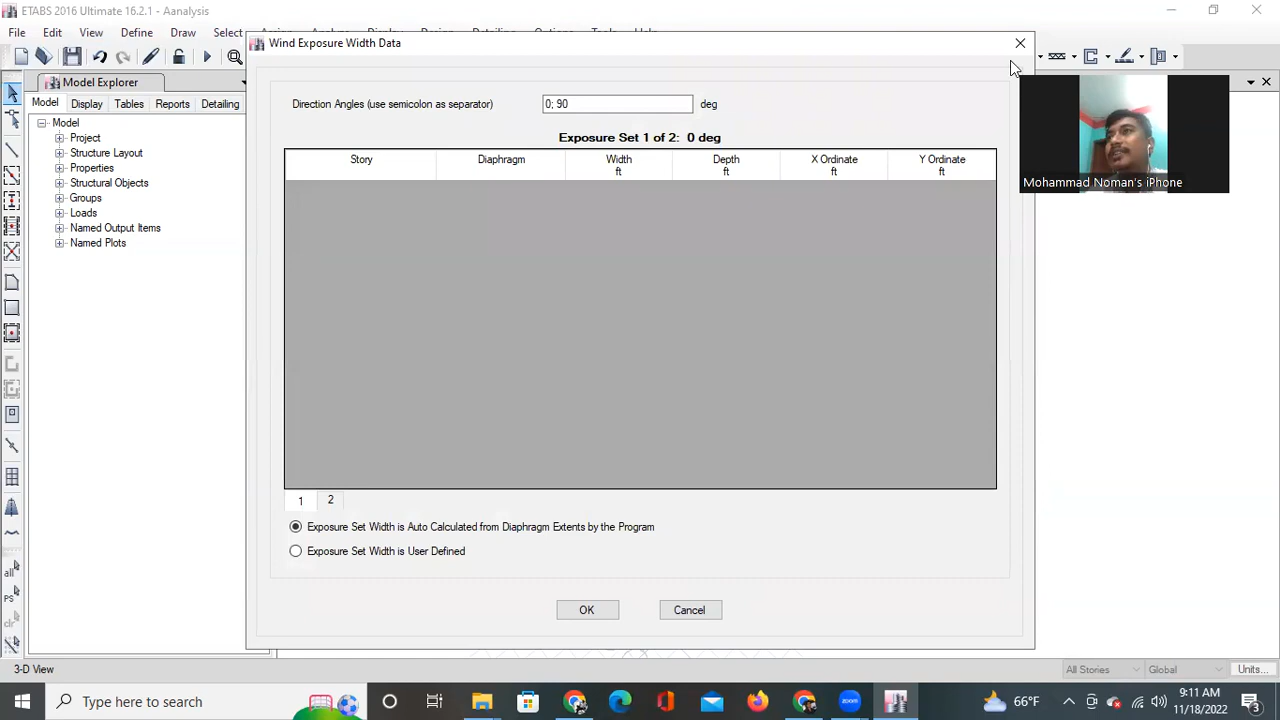 ETABS 2016 Ultimate 16.2.1 - Aanalysis
File Edit View Define Draw Select
Wind Exposure Width Data
Model Explorer
Model Display Tables Reports Detailing
Model
Project
Structure Layout
Properties
Structural Objects
Groups
Loads
Named Output Items
Named Plots
Direction Angles (use semicolon as separator) 0; 90 deg
Exposure Set 1 of 2: 0 deg
Story Diaphragm Width Depth X Ordinate Y Ordinate
ft ft ft ft
1 2
Exposure Set Width is Auto Calculated from Diaphragm Extents by the Program
Exposure Set Width is User Defined
OK Cancel
Mohammad Noman's iPhone
all
PS
clr
3-D View All Stories Global Units...
Type here to search 66°F 9:11 AM
11/18/2022 3